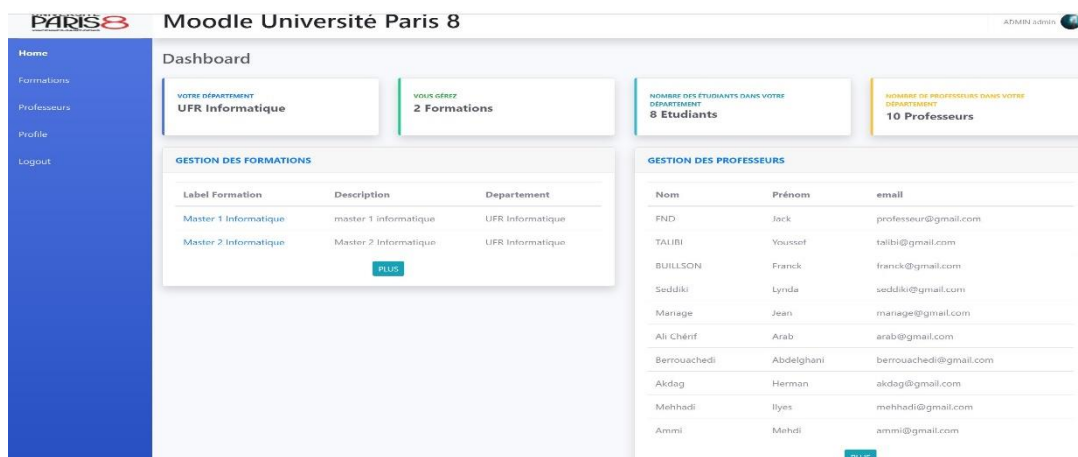 PARIS8
Moodle Université Paris 8
ADMIN admin
Home
Formations
Professeurs
Profile
Logout
Dashboard
VOTRE DÉPARTEMENT
UFR Informatique
VOUS GÉREZ
2 Formations
NOMBRE DES ÉTUDIANTS DANS VOTRE
DÉPARTEMENT
8 Etudiants
NOMBRE DE PROFESSEURS DANS VOTRE
DÉPARTEMENT
10 Professeurs
GESTION DES FORMATIONS
Label Formation Description Departement
Master 1 Informatique master 1 informatique UFR Informatique
Master 2 Informatique Master 2 Informatique UFR Informatique
PLUS
GESTION DES PROFESSEURS
Nom Prénom email
FND Jack professeur@gmail.com
TALIBI Youssef talibi@gmail.com
BUILLSON Franck franck@gmail.com
Seddiki Lynda seddiki@gmail.com
Manage Jean manage@gmail.com
Ali Chérif Arab arab@gmail.com
Berrouachedi Abdelghani berrouachedi@gmail.com
Akdag Herman akdag@gmail.com
Mehhadi Ilyes mehhadi@gmail.com
Ammi Mehdi ammi@gmail.com
PLUS